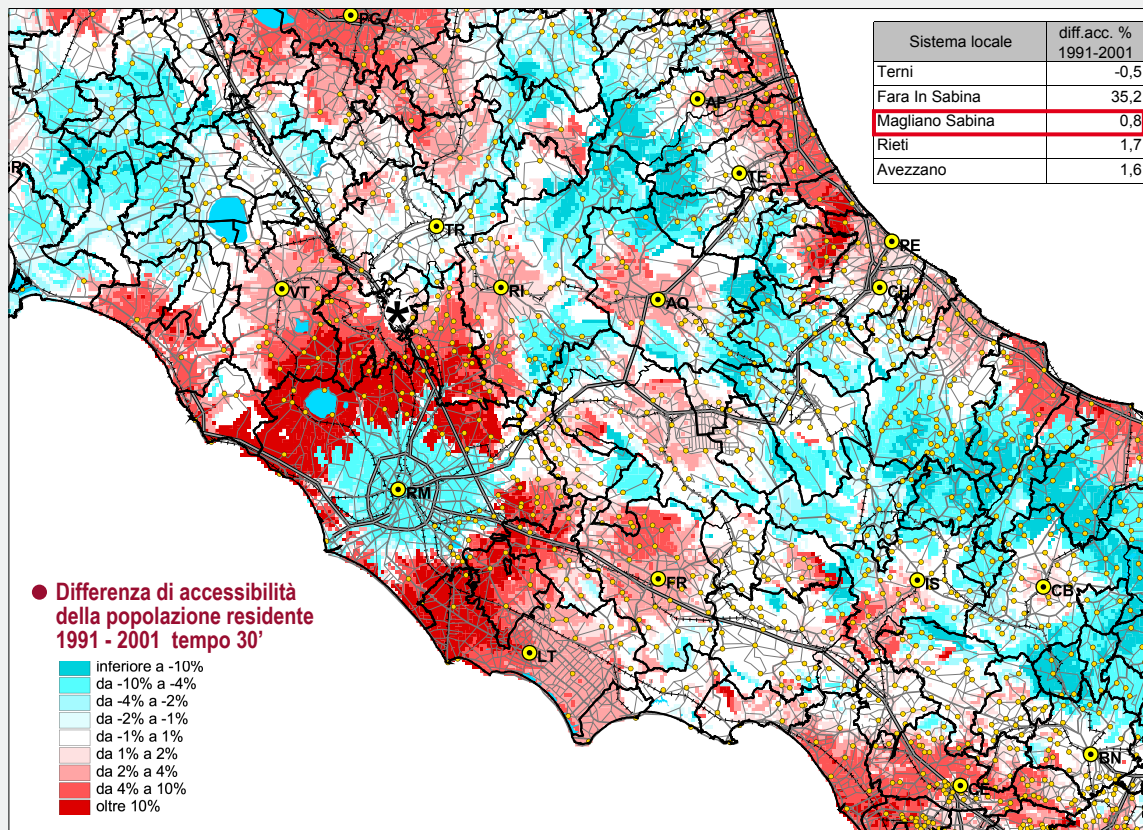 Sistema locale
diff.acc. %
1991-2001
Terni -0,5
Fara In Sabina 35,2
Magliano Sabina 0,8
Rieti 1,7
Avezzano 1,6
PG
AP
TE
TR
PE
VT
RI
AQ
CH
*
RM
FR
IS
CB
LT
BN
CE
● Differenza di accessibilità
della popolazione residente
1991 - 2001 tempo 30'
inferiore a -10%
da -10% a -4%
da -4% a -2%
da -2% a -1%
da -1% a 1%
da 1% a 2%
da 2% a 4%
da 4% a 10%
oltre 10%